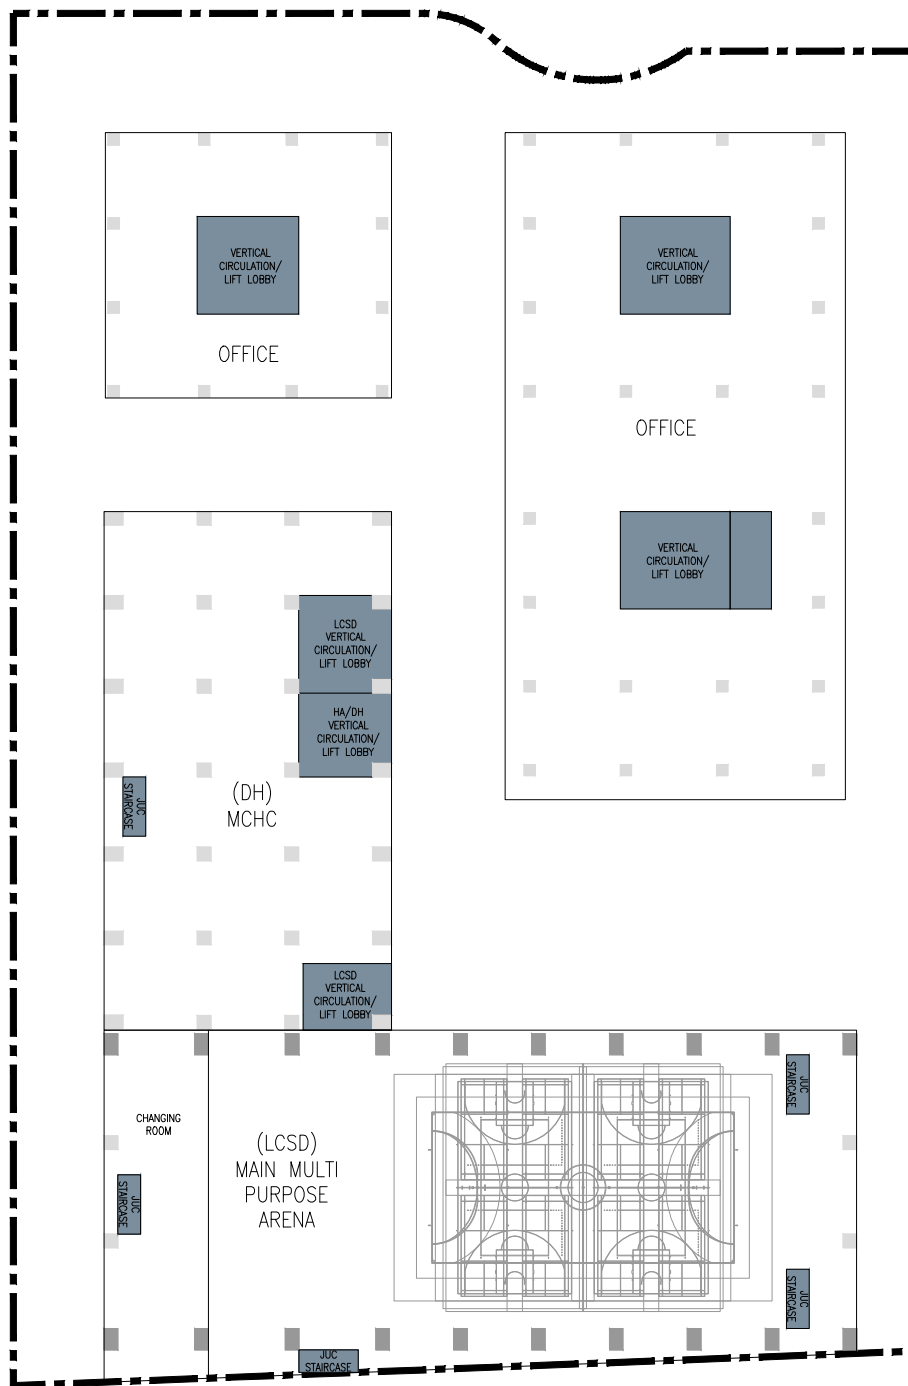 VERTICAL
CIRCULATION/
LIFT LOBBY
OFFICE
VERTICAL
CIRCULATION/
LIFT LOBBY
OFFICE
VERTICAL
CIRCULATION/
LIFT LOBBY
LCSD
VERTICAL
CIRCULATION/
LIFT LOBBY
HA/DH
VERTICAL
CIRCULATION/
LIFT LOBBY
JUC
STAIRCASE
(DH)
MCHC
LCSD
VERTICAL
CIRCULATION/
LIFT LOBBY
JUC
STAIRCASE
CHANGING
ROOM
(LCSD)
MAIN MULTI
PURPOSE
ARENA
JUC
STAIRCASE
JUC
STAIRCASE
JUC
STAIRCASE